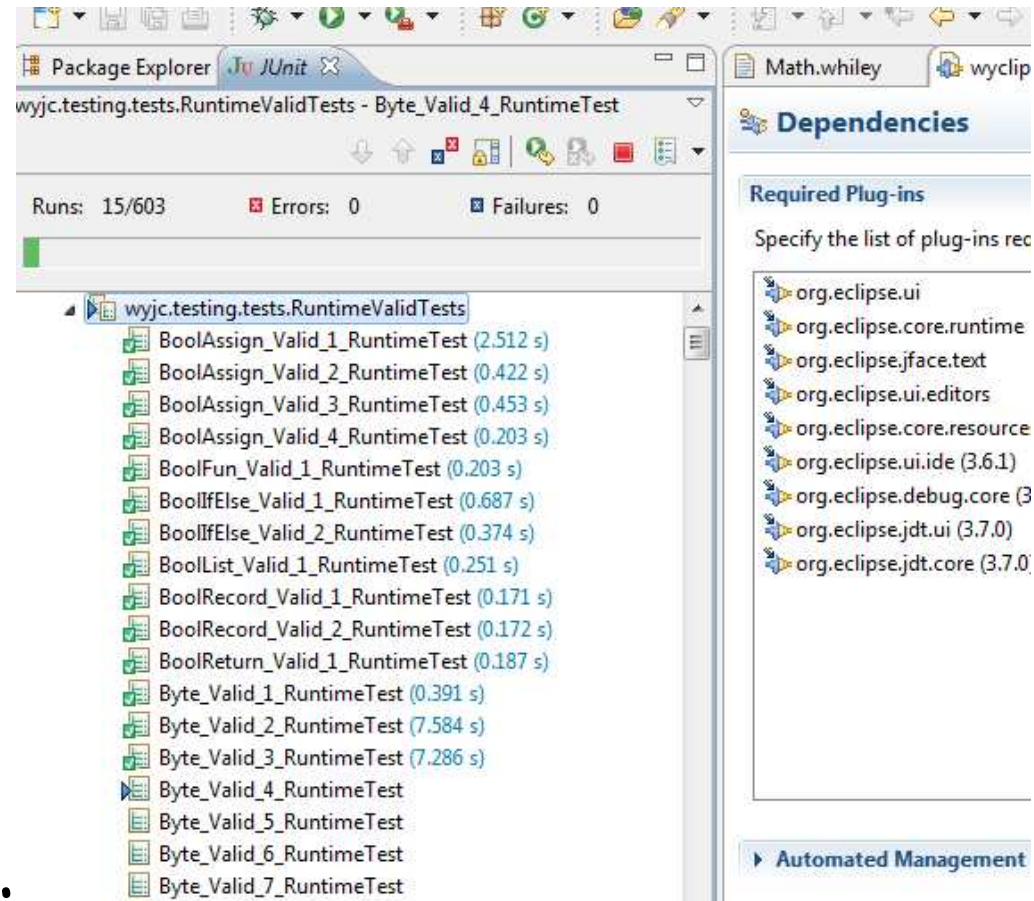 Package Explorer JUnit
wyjc.testing.tests.RuntimeValidTests - Byte_Valid_4_RuntimeTest
Runs: 15/603 Errors: 0 Failures: 0
wyjc.testing.tests.RuntimeValidTests
BoolAssign_Valid_1_RuntimeTest (2.512 s)
BoolAssign_Valid_2_RuntimeTest (0.422 s)
BoolAssign_Valid_3_RuntimeTest (0.453 s)
BoolAssign_Valid_4_RuntimeTest (0.203 s)
BoolFun_Valid_1_RuntimeTest (0.203 s)
BoolIfElse_Valid_1_RuntimeTest (0.687 s)
BoolIfElse_Valid_2_RuntimeTest (0.374 s)
BoolList_Valid_1_RuntimeTest (0.251 s)
BoolRecord_Valid_1_RuntimeTest (0.171 s)
BoolRecord_Valid_2_RuntimeTest (0.172 s)
BoolReturn_Valid_1_RuntimeTest (0.187 s)
Byte_Valid_1_RuntimeTest (0.391 s)
Byte_Valid_2_RuntimeTest (7.584 s)
Byte_Valid_3_RuntimeTest (7.286 s)
Byte_Valid_4_RuntimeTest
Byte_Valid_5_RuntimeTest
Byte_Valid_6_RuntimeTest
Byte_Valid_7_RuntimeTest
Math.whiley wyclip
Dependencies
Required Plug-ins
Specify the list of plug-ins rec
org.eclipse.ui
org.eclipse.core.runtime
org.eclipse.jface.text
org.eclipse.ui.editors
org.eclipse.core.resource
org.eclipse.ui.ide (3.6.1)
org.eclipse.debug.core (3
org.eclipse.jdt.ui (3.7.0)
org.eclipse.jdt.core (3.7.0
Automated Management